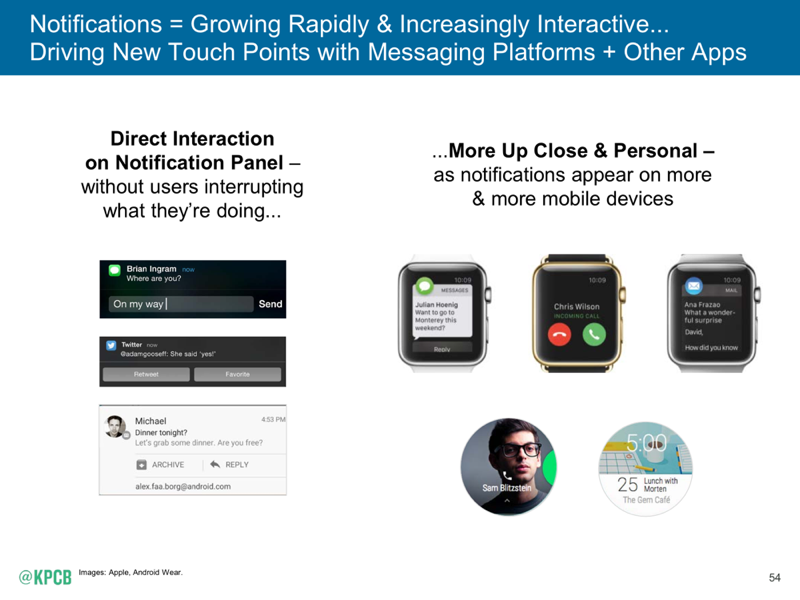 Notifications = Growing Rapidly & Increasingly Interactive...
Driving New Touch Points with Messaging Platforms + Other Apps
Direct Interaction
on Notification Panel –
without users interrupting
what they're doing...
Brian Ingram now
Where are you?
On my way Send
Twitter now
@adamgooseff: She said 'yes!'
Retweet Favorite
Michael 4:53 PM
Dinner tonight?
Let's grab some dinner. Are you free?
ARCHIVE REPLY
alex.faa.borg@android.com
...More Up Close & Personal –
as notifications appear on more
& more mobile devices
10:09
MESSAGES
Julian Hoenig
Want to go to
Monterey this
weekend?
Reply
10:09
Chris Wilson
INCOMING CALL
10:09
MAIL
Ana Frazao
What a wonder-
ful surprise
David,
How did you know
Sam Blitzstein
5:00
25 Lunch with
Morten
The Gem Café
@KPCB
Images: Apple, Android Wear.
54